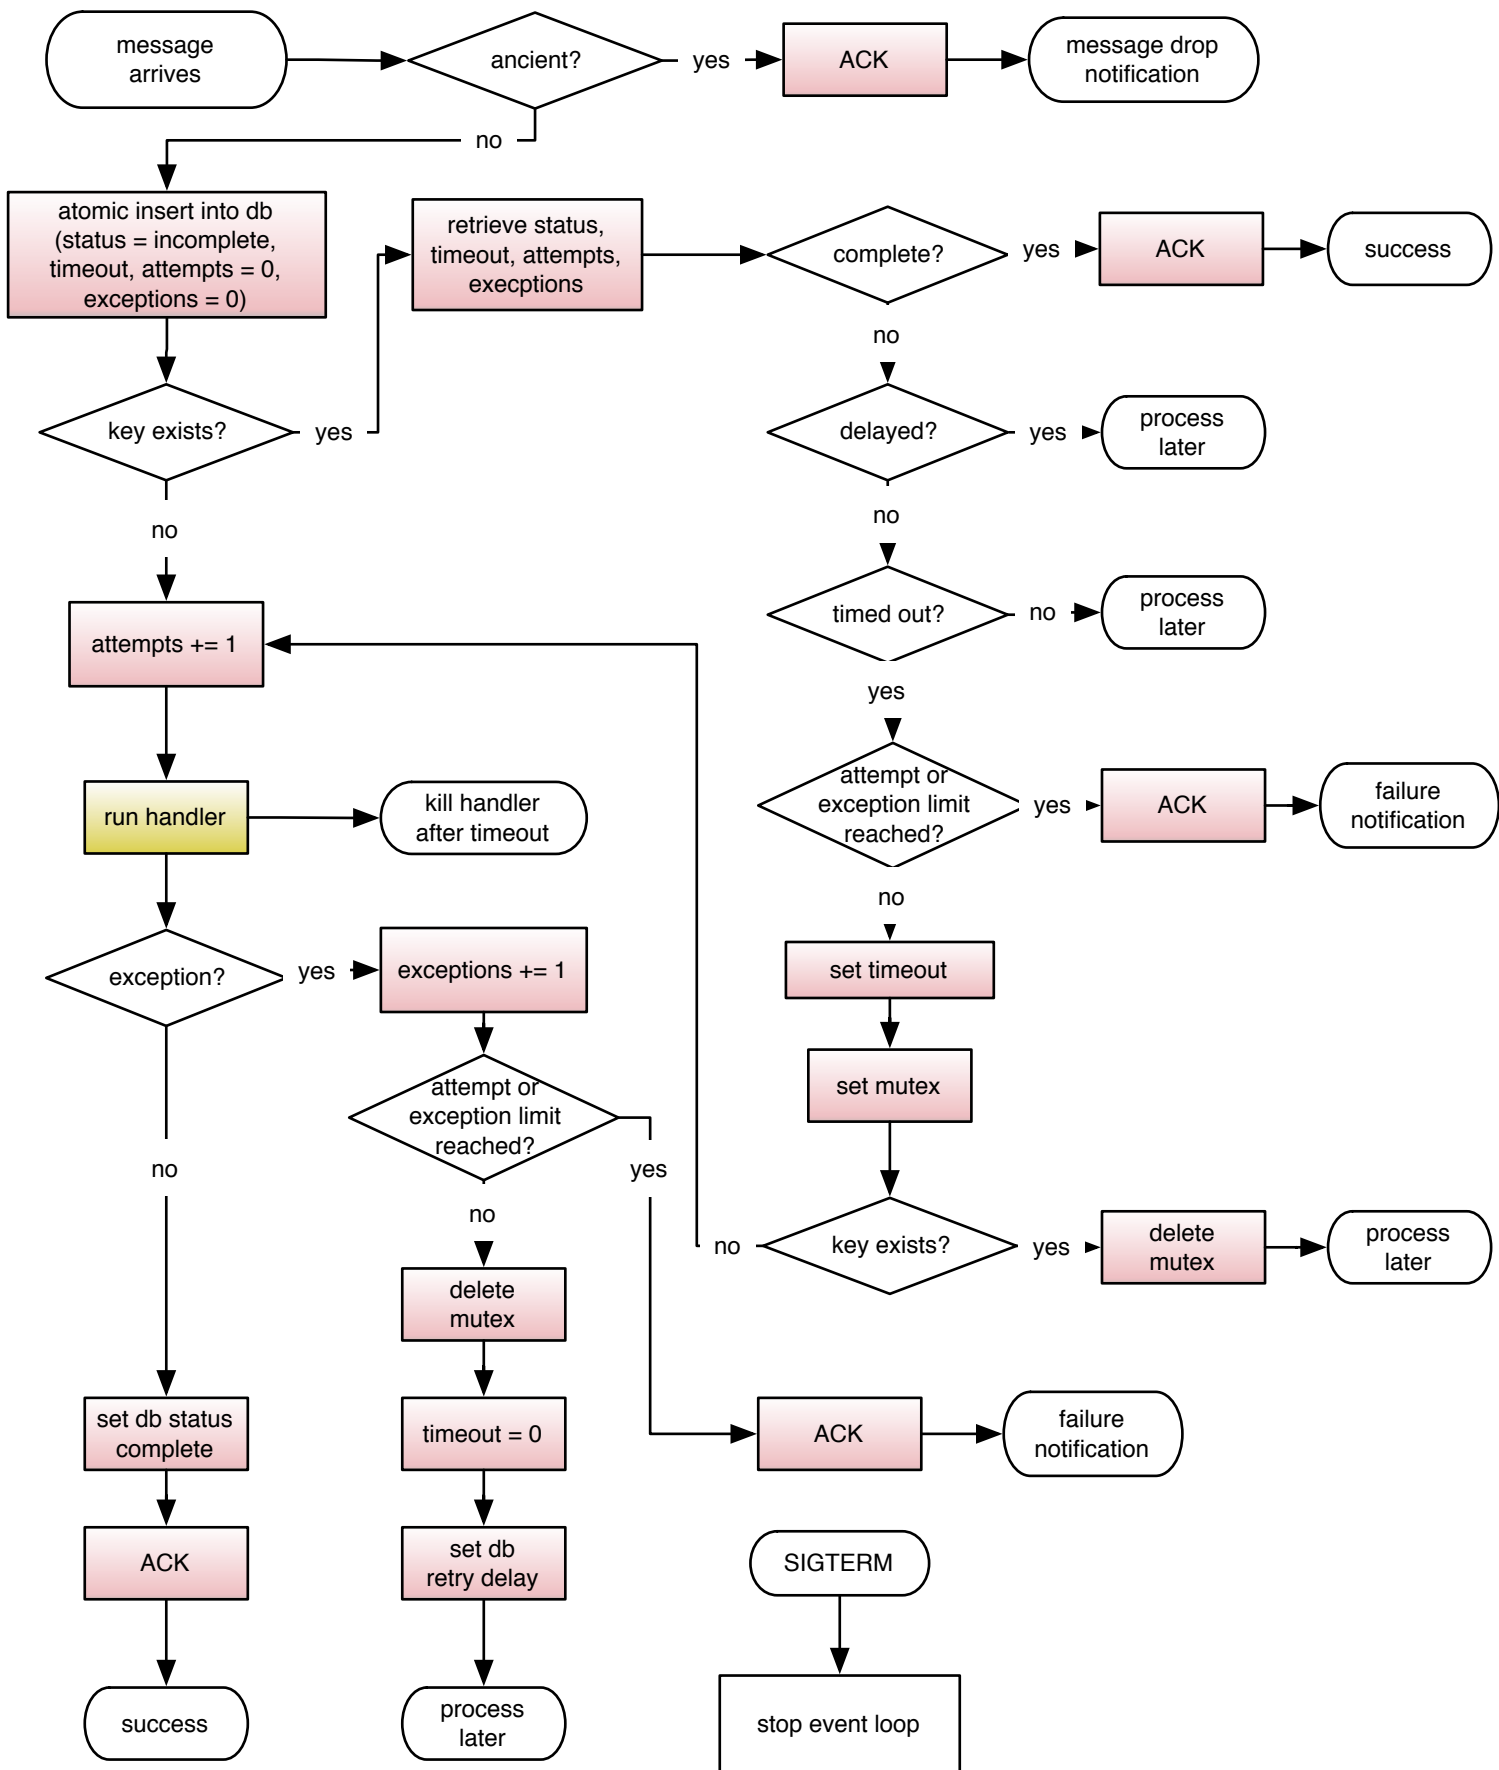 message
arrives
ancient?
yes
ACK
message drop
notification
no
atomic insert into db
(status = incomplete,
timeout, attempts = 0,
exceptions = 0)
retrieve status,
timeout, attempts,
execptions
complete?
yes
ACK
success
no
key exists?
yes
delayed?
yes
process
later
no
no
timed out?
no
process
later
attempts += 1
yes
run handler
kill handler
after timeout
attempt or
exception limit
reached?
yes
ACK
failure
notification
no
exception?
yes
exceptions += 1
set timeout
attempt or
exception limit
reached?
set mutex
no
yes
no
no
key exists?
yes
delete
mutex
process
later
delete
mutex
set db status
complete
timeout = 0
ACK
failure
notification
ACK
set db
retry delay
SIGTERM
success
process
later
stop event loop